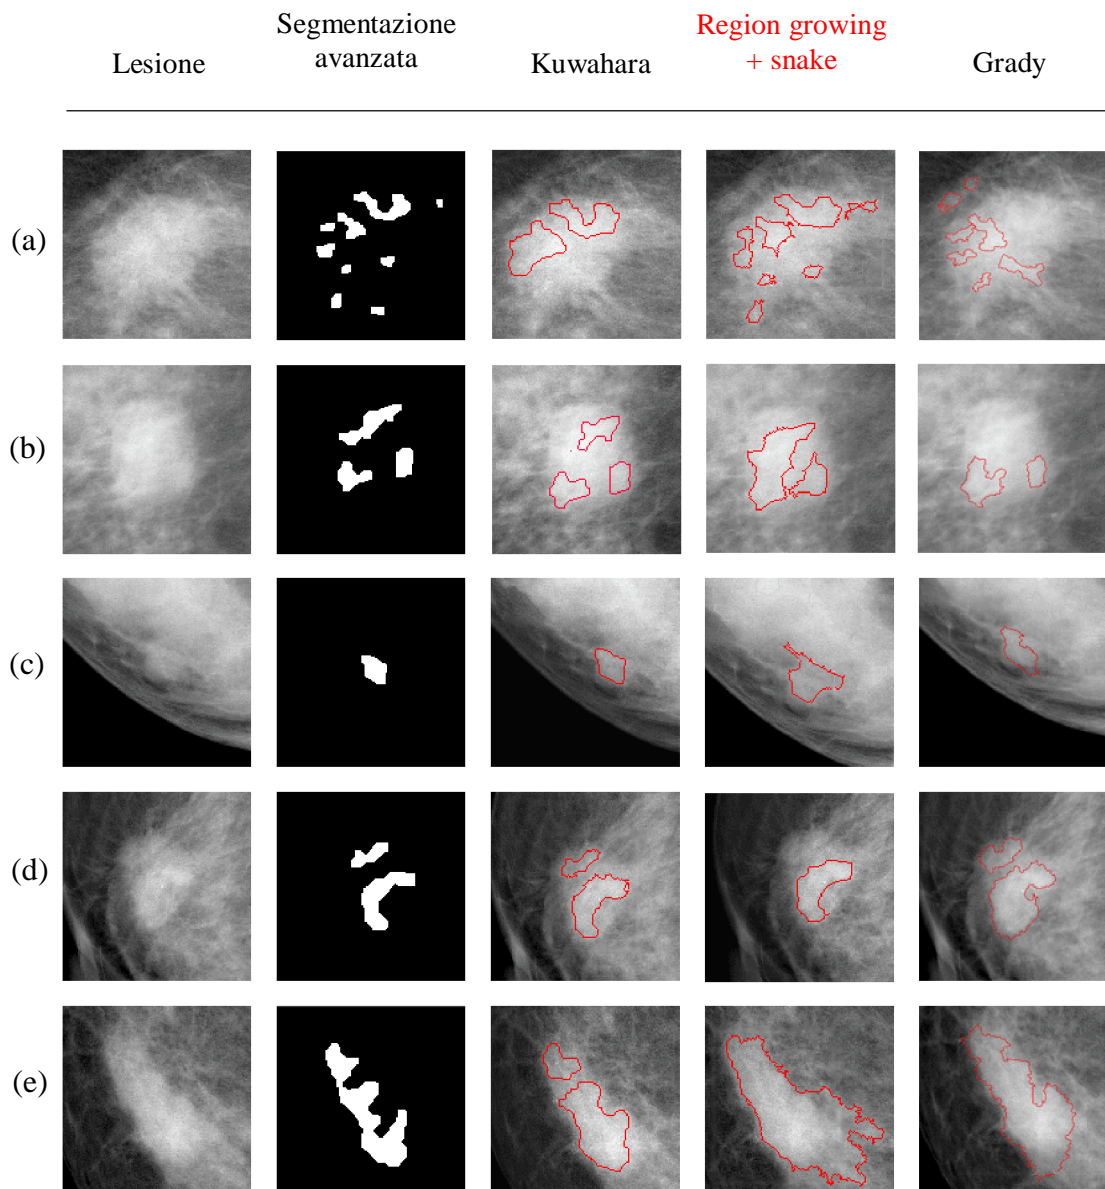 Lesione
Segmentazione
avanzata
Kuwahara
Region growing
+ snake
Grady
(a)
(b)
(c)
(d)
(e)